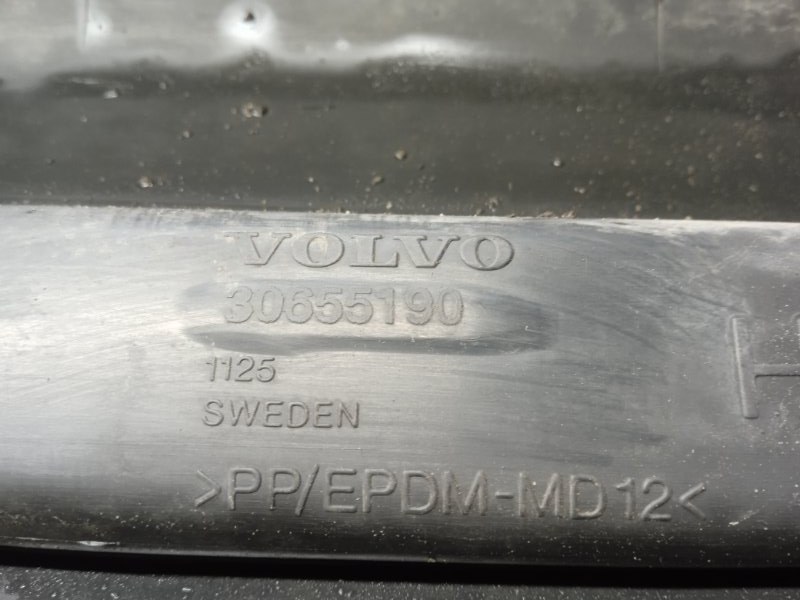 VOLVO
30655190
1125
SWEDEN
>PP/EPDM-MD12<
H